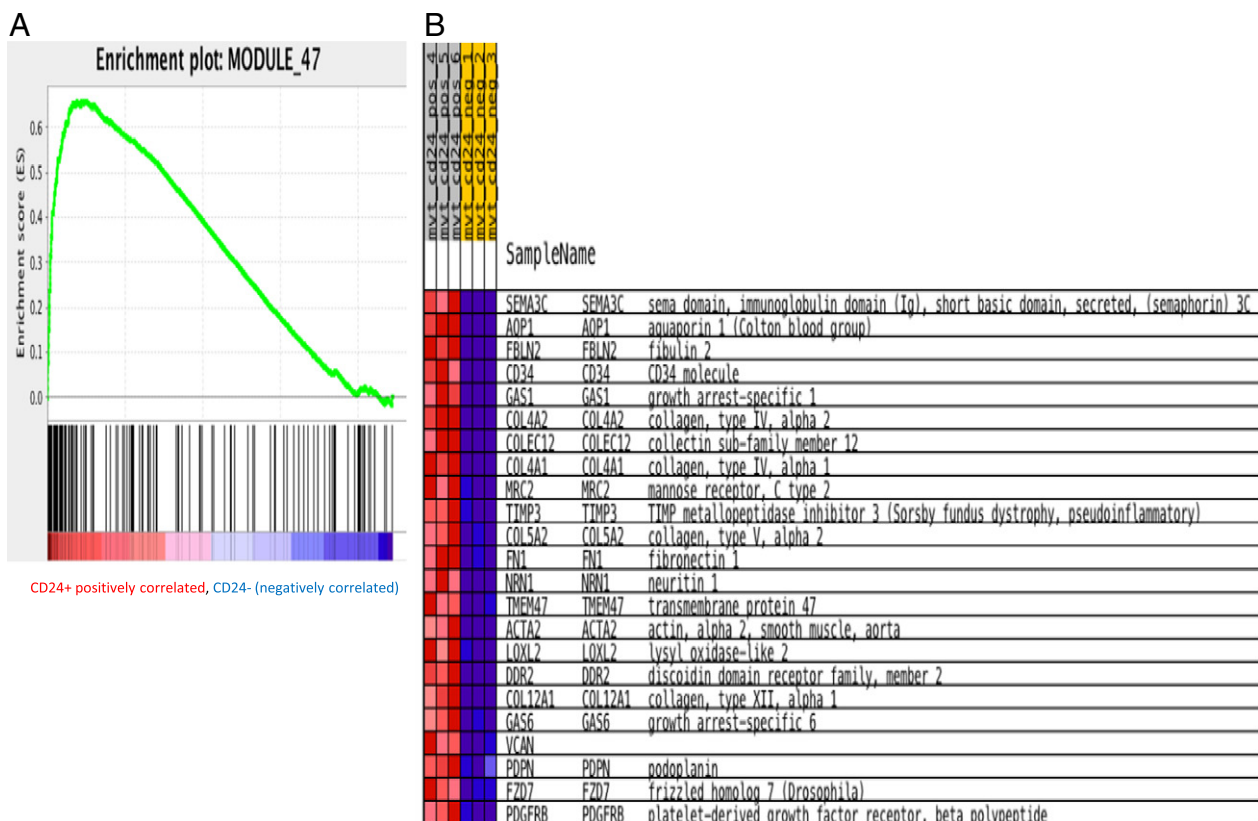 A
Enrichment plot: MODULE_47
Enrichment score (ES)
0.6
0.5
0.4
0.3
0.2
0.1
0.0
CD24+ positively correlated, CD24- (negatively correlated)
B
mvt_cd24_pos_4
mvt_cd24_pos_5
mvt_cd24_pos_6
mvt_cd24_neg_1
mvt_cd24_neg_2
mvt_cd24_neg_3
SampleName
SEMA3C SEMA3C sema domain, immunoglobulin domain (Ig), short basic domain, secreted, (semaphorin) 3C
AQP1 AQP1 aquaporin 1 (Colton blood group)
FBLN2 FBLN2 fibulin 2
CD34 CD34 CD34 molecule
GAS1 GAS1 growth arrest-specific 1
COL4A2 COL4A2 collagen, type IV, alpha 2
COLEC12 COLEC12 collectin sub-family member 12
COL4A1 COL4A1 collagen, type IV, alpha 1
MRC2 MRC2 mannose receptor, C type 2
TIMP3 TIMP3 TIMP metallopeptidase inhibitor 3 (Sorsby fundus dystrophy, pseudoinflammatory)
COL5A2 COL5A2 collagen, type V, alpha 2
FN1 FN1 fibronectin 1
NRN1 NRN1 neuritin 1
TMEM47 TMEM47 transmembrane protein 47
ACTA2 ACTA2 actin, alpha 2, smooth muscle, aorta
LOXL2 LOXL2 lysyl oxidase-like 2
DDR2 DDR2 discoidin domain receptor family, member 2
COL12A1 COL12A1 collagen, type XII, alpha 1
GAS6 GAS6 growth arrest-specific 6
VCAN
PDPN PDPN podoplanin
FZD7 FZD7 frizzled homolog 7 (Drosophila)
PDGFRB PDGFRB platelet-derived growth factor receptor, beta polypeptide